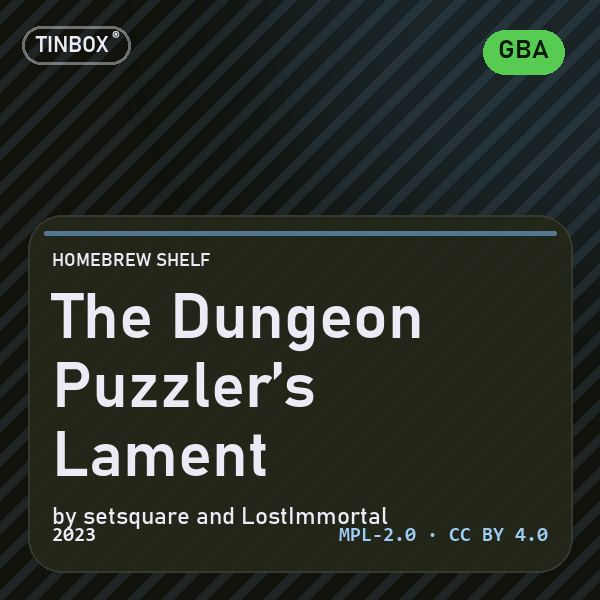 TINBOX®
GBA
HOMEBREW SHELF
The Dungeon
Puzzler's
Lament
by setsquare and LostImmortal
2023
MPL-2.0 · CC BY 4.0